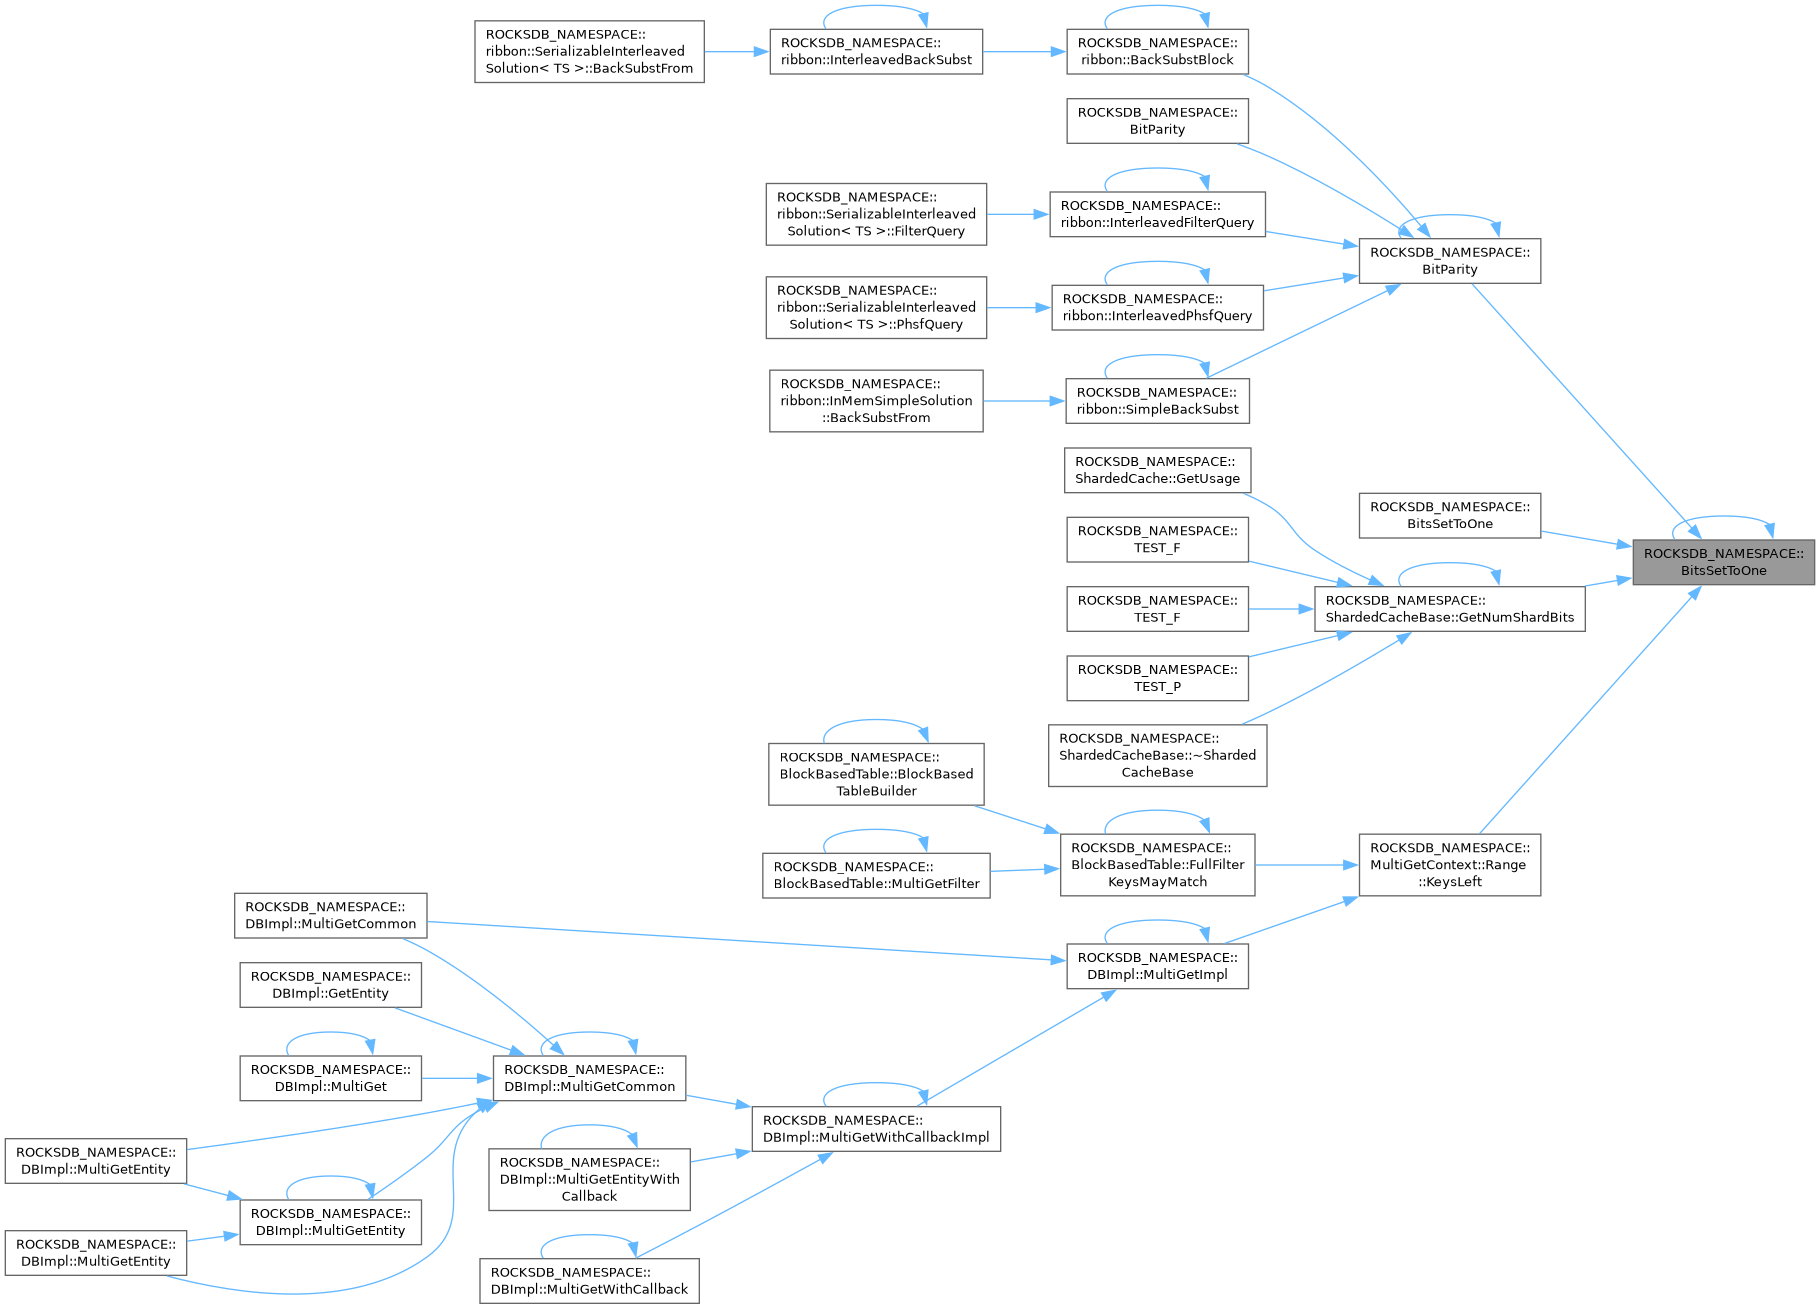 ROCKSDB_NAMESPACE::
ribbon::SerializableInterleaved
Solution< TS >::BackSubstFrom
ROCKSDB_NAMESPACE::
ribbon::InterleavedBackSubst
ROCKSDB_NAMESPACE::
ribbon::BackSubstBlock
ROCKSDB_NAMESPACE::
BitParity
ROCKSDB_NAMESPACE::
ribbon::SerializableInterleaved
Solution< TS >::FilterQuery
ROCKSDB_NAMESPACE::
ribbon::InterleavedFilterQuery
ROCKSDB_NAMESPACE::
BitParity
ROCKSDB_NAMESPACE::
ribbon::SerializableInterleaved
Solution< TS >::PhsfQuery
ROCKSDB_NAMESPACE::
ribbon::InterleavedPhsfQuery
ROCKSDB_NAMESPACE::
ribbon::InMemSimpleSolution
::BackSubstFrom
ROCKSDB_NAMESPACE::
ribbon::SimpleBackSubst
ROCKSDB_NAMESPACE::
ShardedCache::GetUsage
ROCKSDB_NAMESPACE::
BitsSetToOne
ROCKSDB_NAMESPACE::
TEST_F
ROCKSDB_NAMESPACE::
BitsSetToOne
ROCKSDB_NAMESPACE::
TEST_F
ROCKSDB_NAMESPACE::
ShardedCacheBase::GetNumShardBits
ROCKSDB_NAMESPACE::
TEST_P
ROCKSDB_NAMESPACE::
ShardedCacheBase::~Sharded
CacheBase
ROCKSDB_NAMESPACE::
BlockBasedTable::BlockBased
TableBuilder
ROCKSDB_NAMESPACE::
BlockBasedTable::MultiGetFilter
ROCKSDB_NAMESPACE::
BlockBasedTable::FullFilter
KeysMayMatch
ROCKSDB_NAMESPACE::
MultiGetContext::Range
::KeysLeft
ROCKSDB_NAMESPACE::
DBImpl::MultiGetCommon
ROCKSDB_NAMESPACE::
DBImpl::MultiGetImpl
ROCKSDB_NAMESPACE::
DBImpl::GetEntity
ROCKSDB_NAMESPACE::
DBImpl::MultiGet
ROCKSDB_NAMESPACE::
DBImpl::MultiGetCommon
ROCKSDB_NAMESPACE::
DBImpl::MultiGetWithCallbackImpl
ROCKSDB_NAMESPACE::
DBImpl::MultiGetEntity
ROCKSDB_NAMESPACE::
DBImpl::MultiGetEntityWith
Callback
ROCKSDB_NAMESPACE::
DBImpl::MultiGetEntity
ROCKSDB_NAMESPACE::
DBImpl::MultiGetEntity
ROCKSDB_NAMESPACE::
DBImpl::MultiGetWithCallback